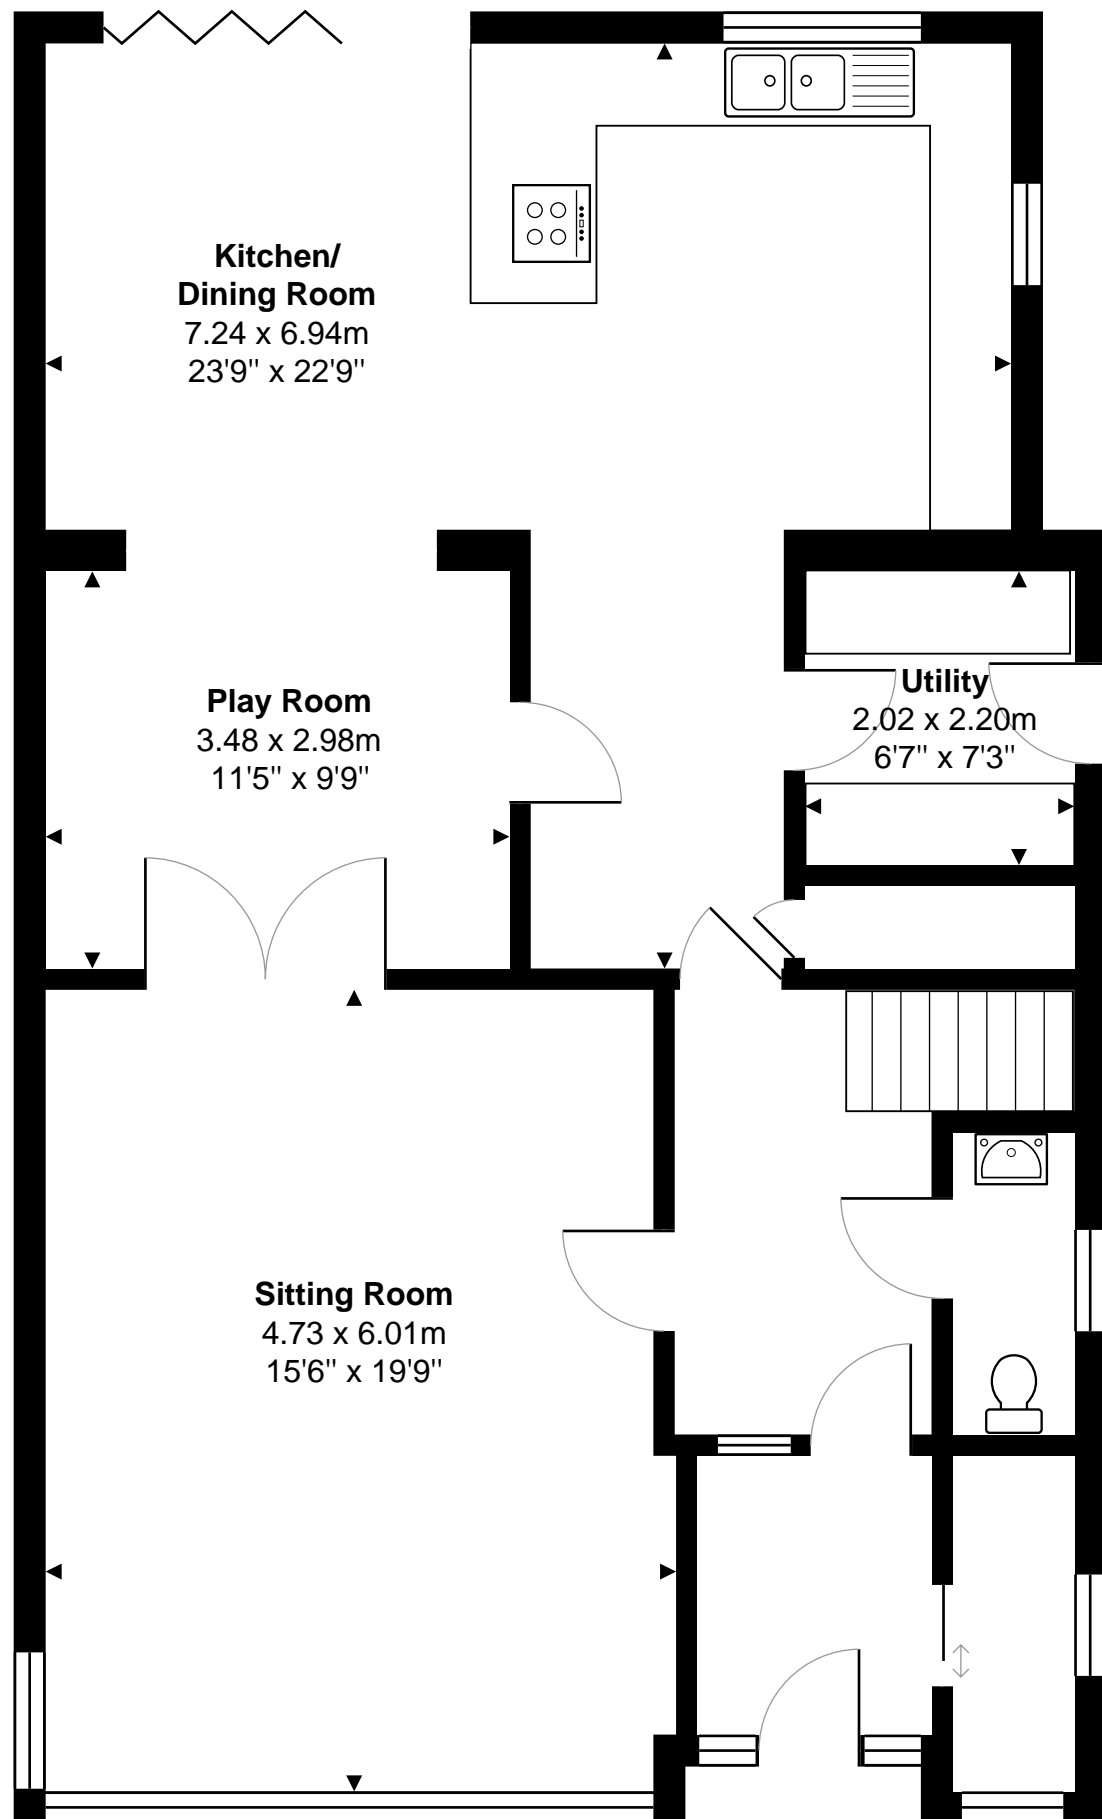 Kitchen/
Dining Room
7.24 x 6.94m
23'9" x 22'9"
Play Room
3.48 x 2.98m
11'5" x 9'9"
Utility
2.02 x 2.20m
6'7" x 7'3"
Sitting Room
4.73 x 6.01m
15'6" x 19'9"